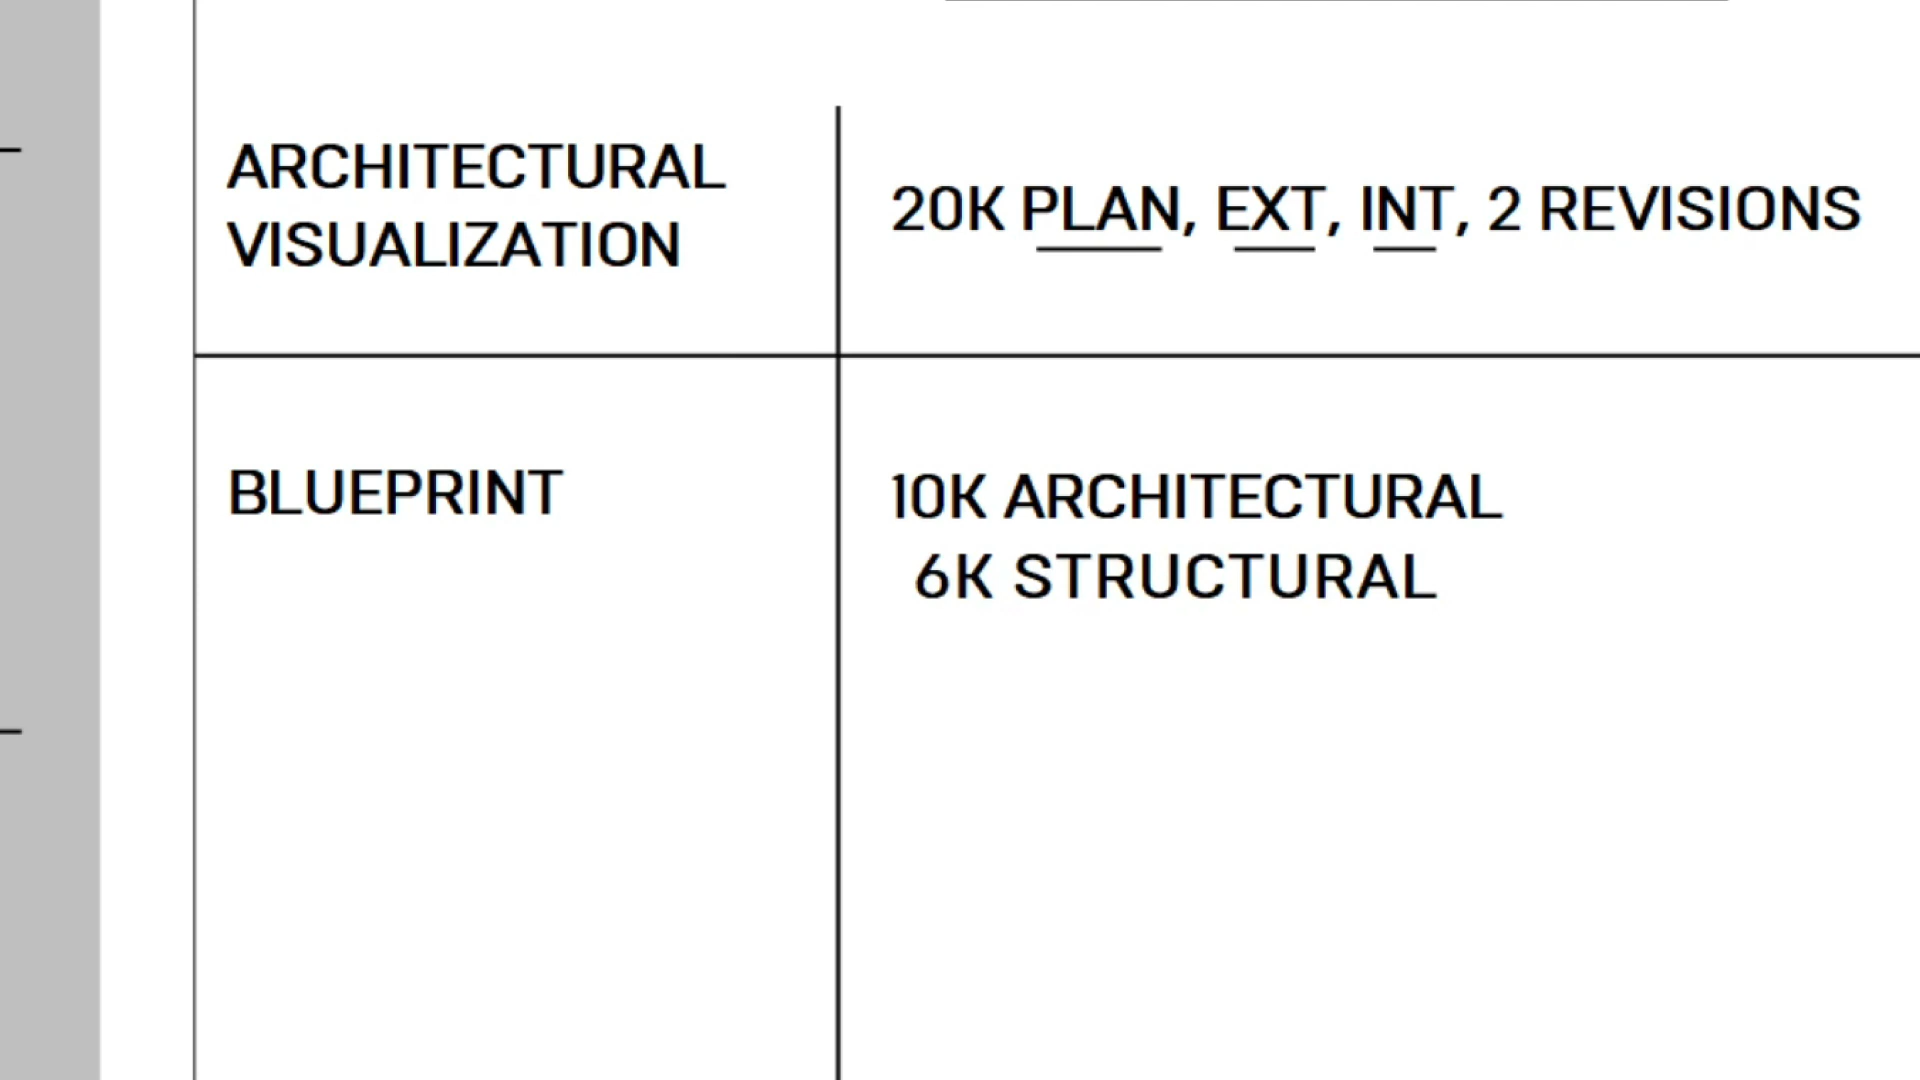 ARCHITECTURAL
VISUALIZATION
20K PLAN, EXT, INT, 2 REVISIONS
BLUEPRINT
10K ARCHITECTURAL
6K STRUCTURAL